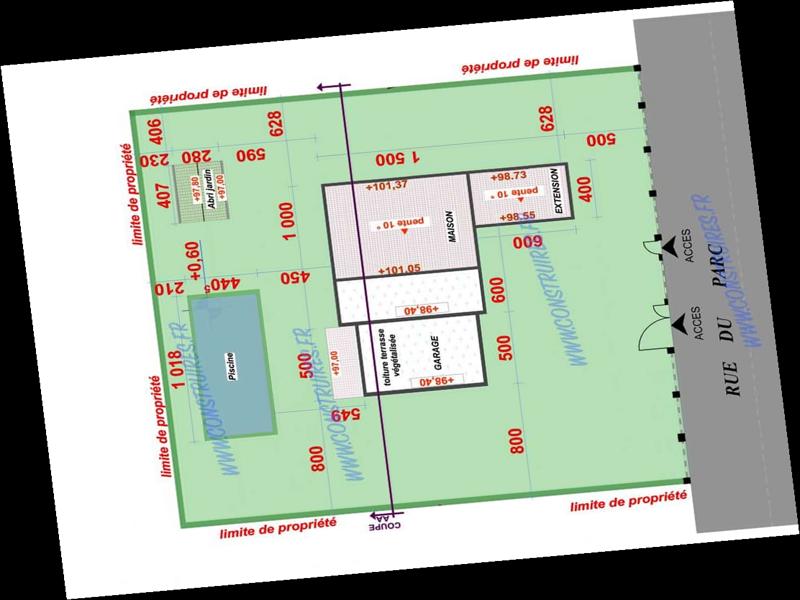 limite de propriété
limite de propriété
406
628
628
500
230
280
590
1 500
+97,80
Abri jardin
+97,00
407
limite de propriété
+101,37
+98.73
pente 10°
EXTENSION
400
1 000
pente 10°
MAISON
+98.55
600
+0,60
+101,05
210
440
450
600
+98,40
WWW.CONSTRUIRES.FR
ACCES
ACCES
RUE DU PARC
WWW.CONSTRUIRES.FR
1 018
Piscine
WWW.CONSTRUIRES.FR
500
+97,00
toiture terrasse
végétalisée
GARAGE
+98,40
500
549
WWW.CONSTRUIRES.FR
limite de propriété
800
800
COUPE
AA
limite de propriété
limite de propriété